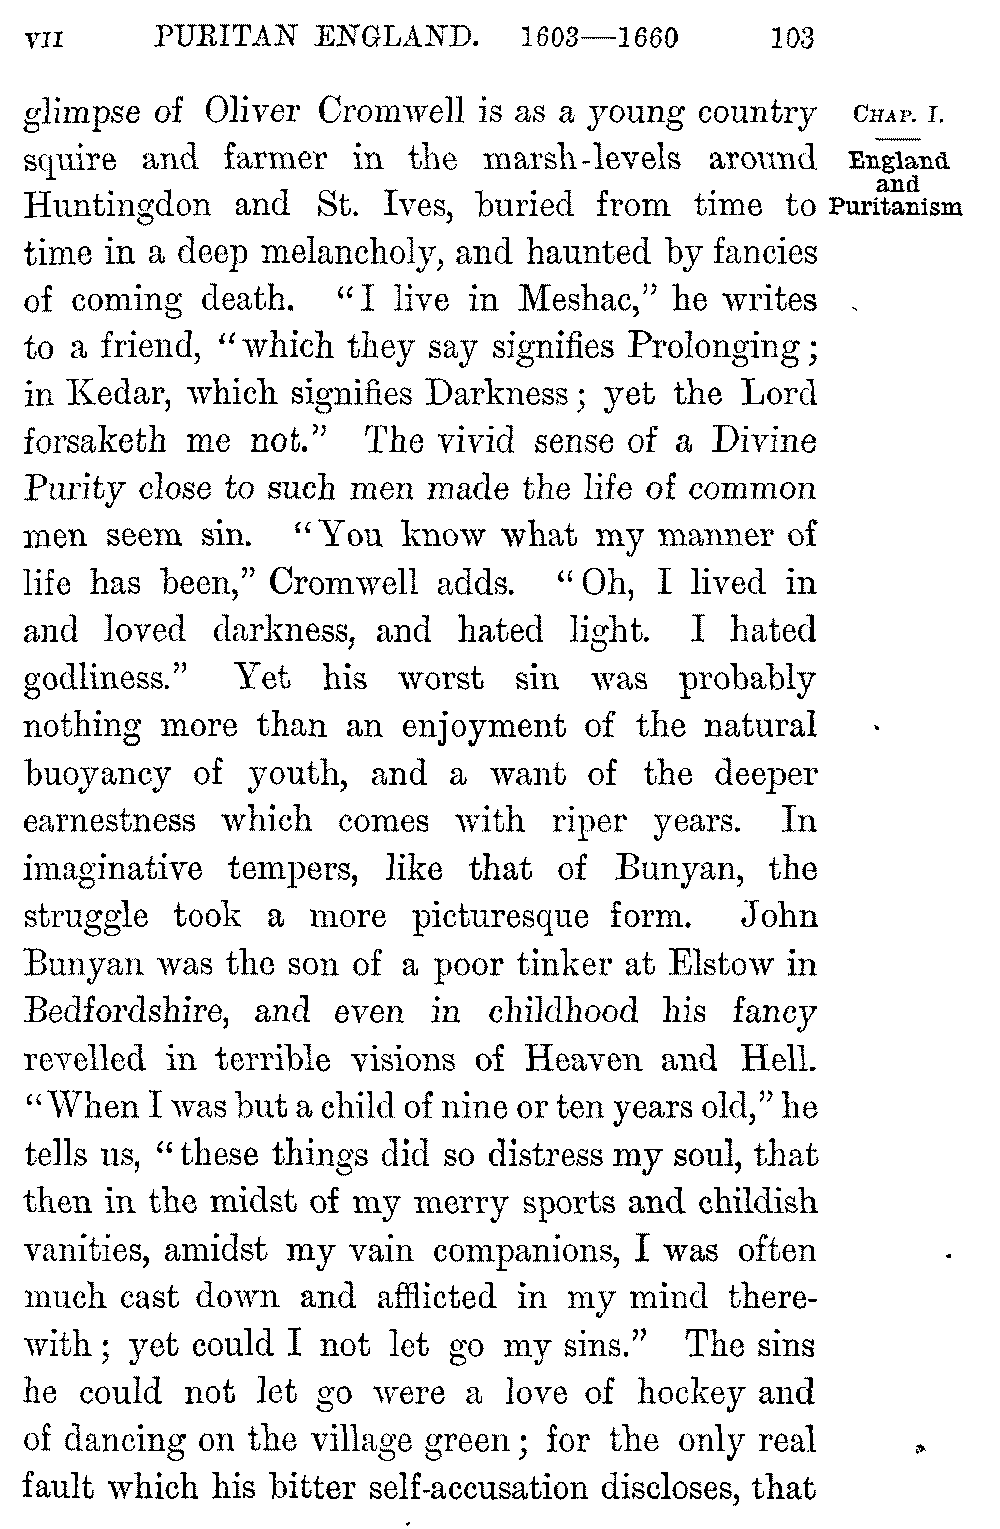 VII PURITAN ENGLAND. 1603—1660 103
glimpse of Oliver Cromwell is as a young country
squire and farmer in the marsh-levels around
Huntingdon and St. Ives, buried from time to
time in a deep melancholy, and haunted by fancies
of coming death. “I live in Meshac,” he writes
to a friend, “which they say signifies Prolonging;
in Kedar, which signifies Darkness; yet the Lord
forsaketh me not.” The vivid sense of a Divine
Purity close to such men made the life of common
men seem sin. “You know what my manner of
life has been,” Cromwell adds. “Oh, I lived in
and loved darkness, and hated light. I hated
godliness.” Yet his worst sin was probably
nothing more than an enjoyment of the natural
buoyancy of youth, and a want of the deeper
earnestness which comes with riper years. In
imaginative tempers, like that of Bunyan, the
struggle took a more picturesque form. John
Bunyan was the son of a poor tinker at Elstow in
Bedfordshire, and even in childhood his fancy
revelled in terrible visions of Heaven and Hell.
“When I was but a child of nine or ten years old,” he
tells us, “these things did so distress my soul, that
then in the midst of my merry sports and childish
vanities, amidst my vain companions, I was often
much cast down and afflicted in my mind there-
with; yet could I not let go my sins.” The sins
he could not let go were a love of hockey and
of dancing on the village green; for the only real
fault which his bitter self-accusation discloses, that
CHAP. I.
England
and
Puritanism